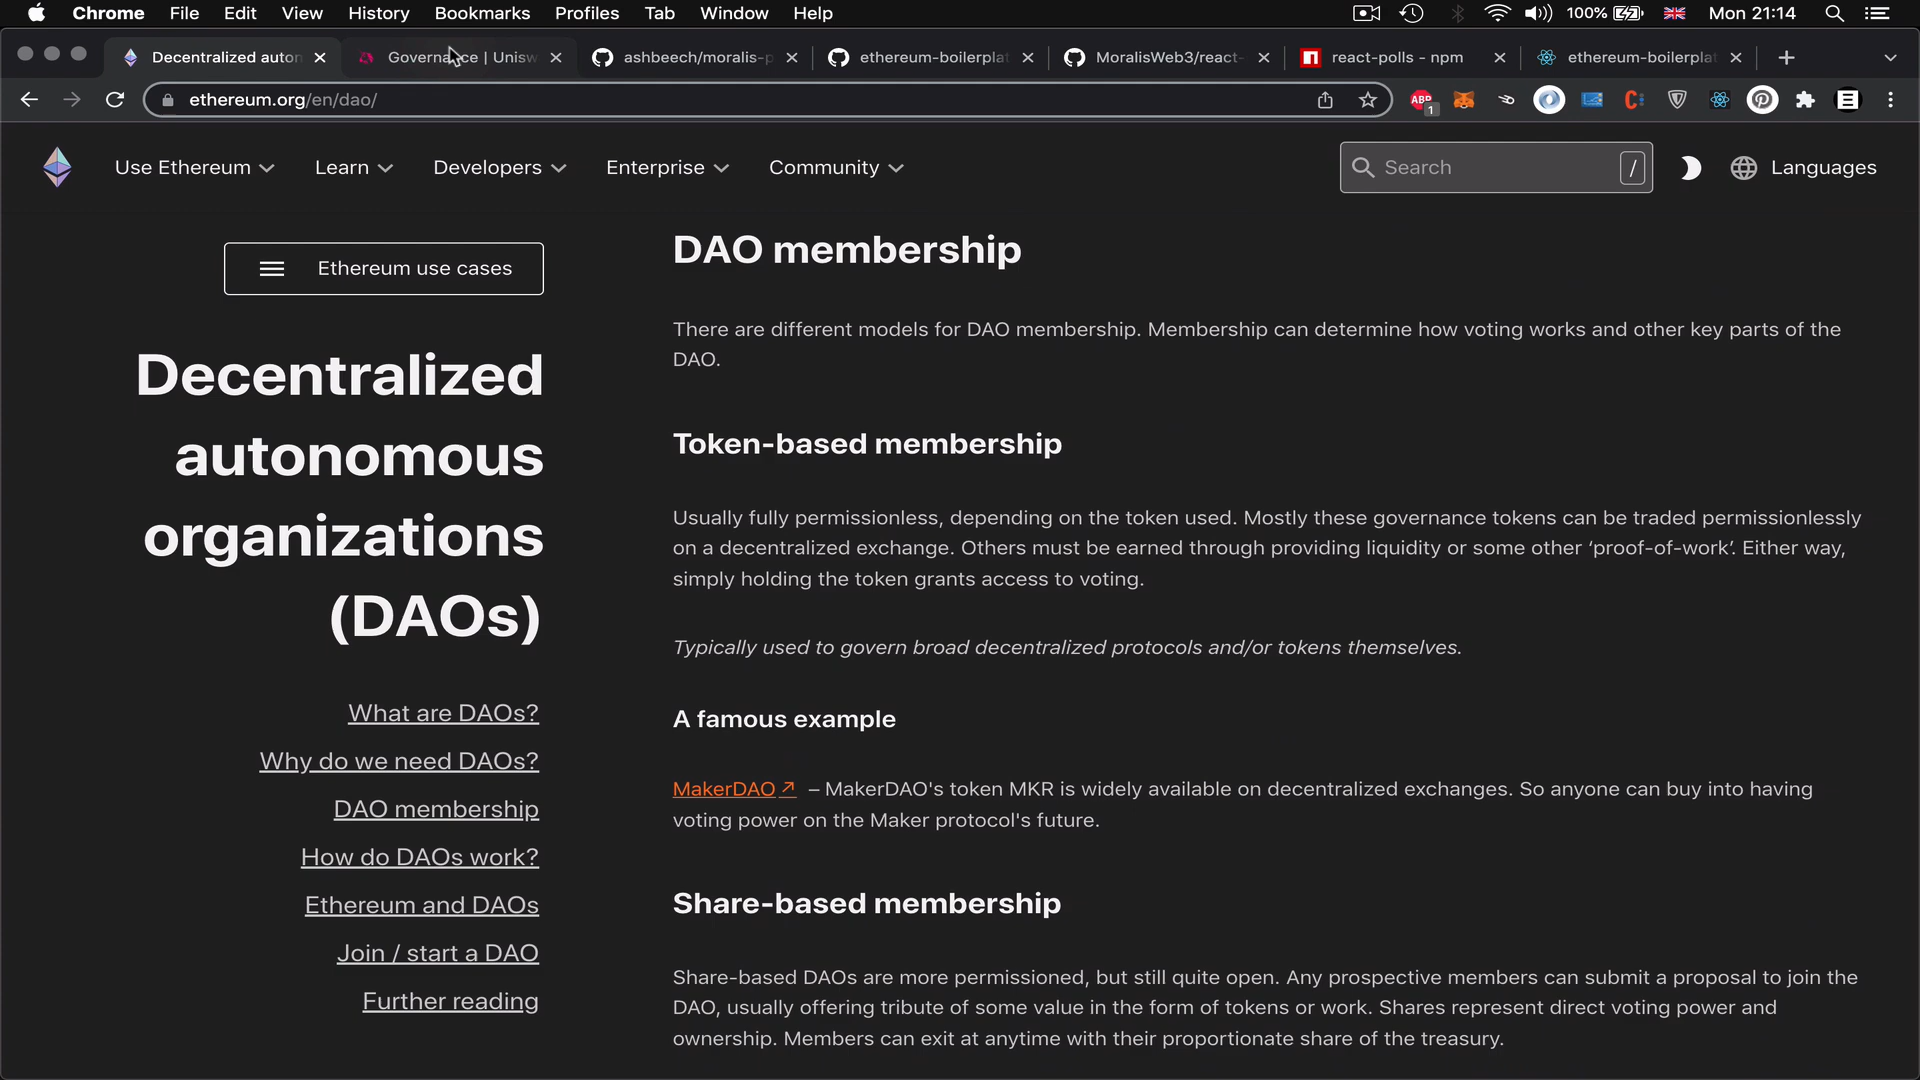 Chrome File Edit View History Bookmarks Profiles Tab Window Help 100% Mon 21:14
Decentralized auton Governance | Unisw ashbeech/moralis-p ethereum-boilerplat MoralisWeb3/react- react-polls - npm ethereum-boilerplat
ethereum.org/en/dao/ ABP 1
Use Ethereum Learn Developers Enterprise Community Search / Languages
Ethereum use cases
Decentralized
autonomous
organizations
(DAOs)
What are DAOs?
Why do we need DAOs?
DAO membership
How do DAOs work?
Ethereum and DAOs
Join / start a DAO
Further reading
DAO membership
There are different models for DAO membership. Membership can determine how voting works and other key parts of the
DAO.
Token-based membership
Usually fully permissionless, depending on the token used. Mostly these governance tokens can be traded permissionlessly
on a decentralized exchange. Others must be earned through providing liquidity or some other ‘proof-of-work’. Either way,
simply holding the token grants access to voting.
Typically used to govern broad decentralized protocols and/or tokens themselves.
A famous example
MakerDAO ↗ – MakerDAO's token MKR is widely available on decentralized exchanges. So anyone can buy into having
voting power on the Maker protocol's future.
Share-based membership
Share-based DAOs are more permissioned, but still quite open. Any prospective members can submit a proposal to join the
DAO, usually offering tribute of some value in the form of tokens or work. Shares represent direct voting power and
ownership. Members can exit at anytime with their proportionate share of the treasury.